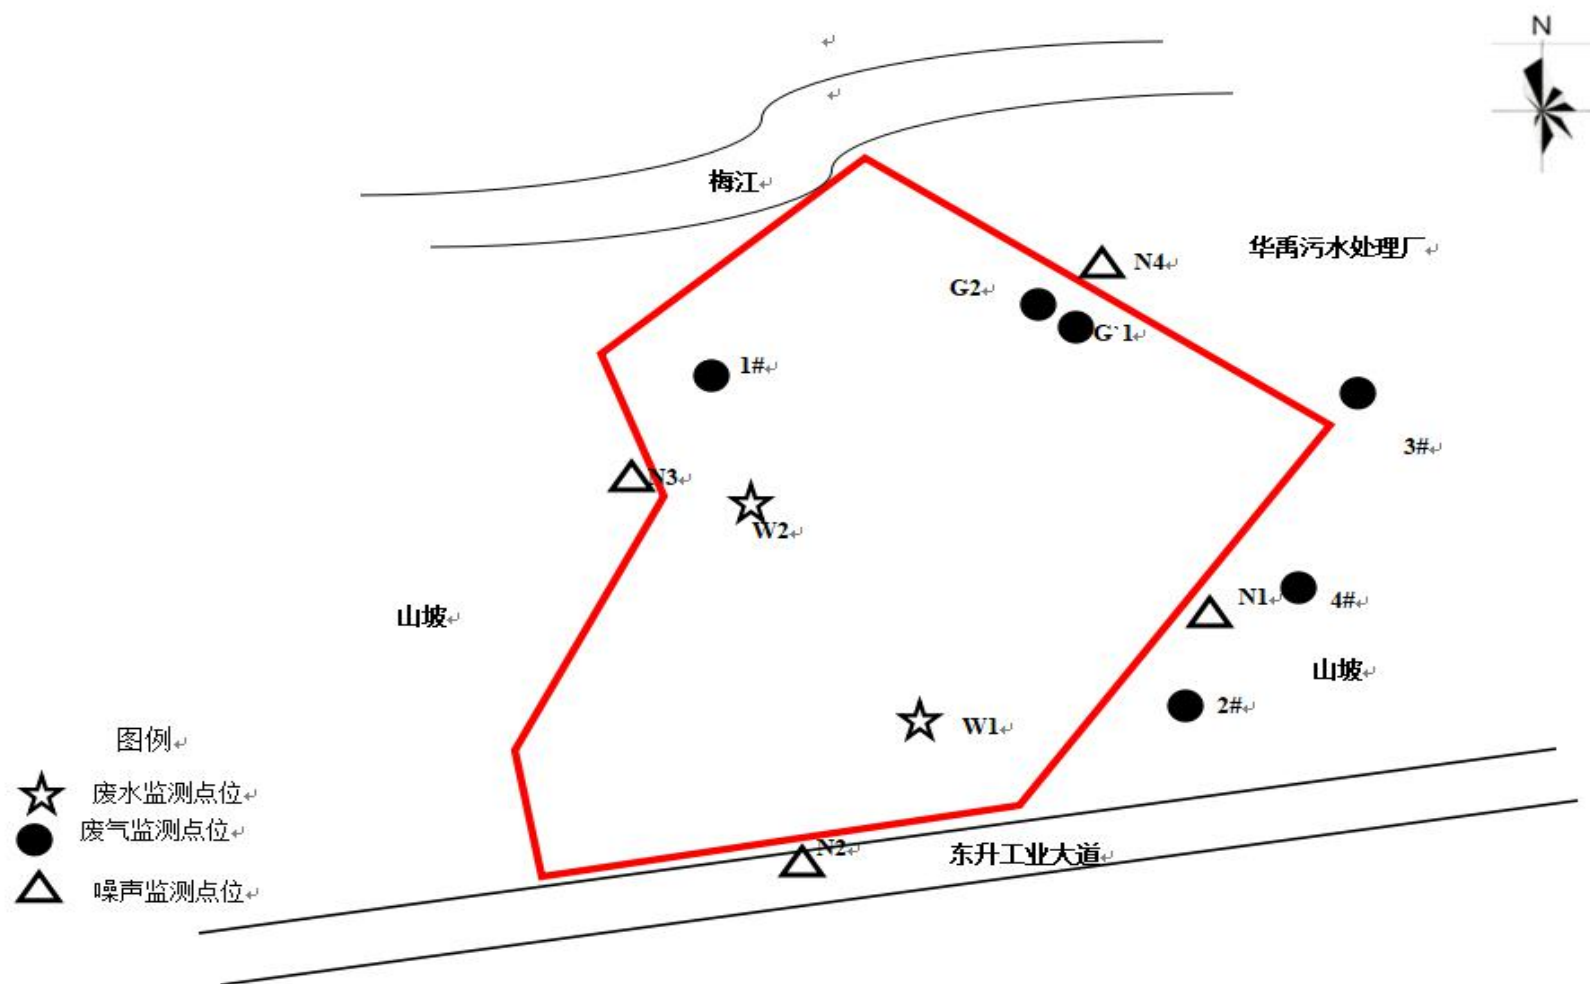 N
梅江
华禹污水处理厂
N4
G2
G`1
1#
3#
N3
W2
N1
4#
山坡
山坡
2#
W1
图例
废水监测点位
废气监测点位
噪声监测点位
N2
东升工业大道